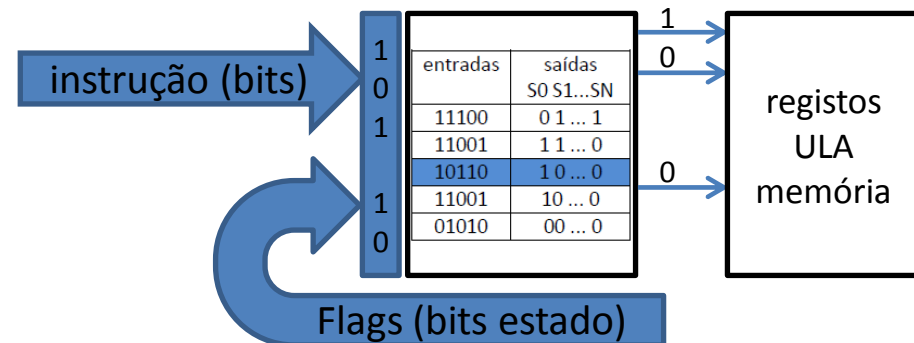 instrução (bits)
1
0
1
1
0
entradas saídas
S0 S1...SN
11100 0 1 ... 1
11001 1 1 ... 0
10110 1 0 ... 0
11001 10 ... 0
01010 00 ... 0
1
0
0
registos
ULA
memória
Flags (bits estado)